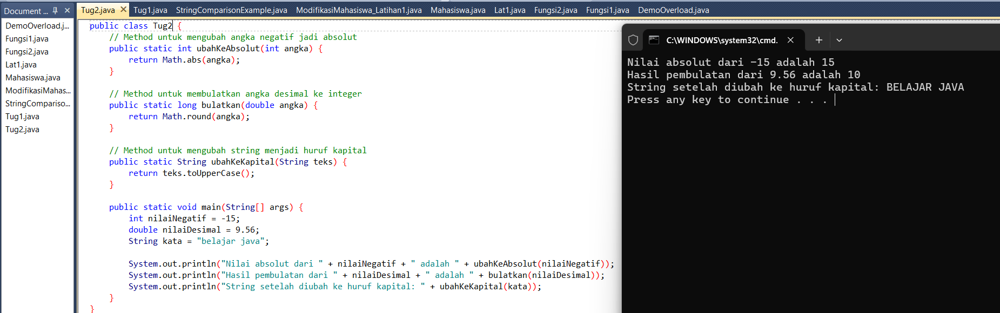 Document ...
DemoOverload.j...
Fungsi1.java
Fungsi2.java
Lat1.java
Mahasiswa.java
ModifikasiMahas...
StringCompariso...
Tug1.java
Tug2.java
Tug2.java Tug1.java StringComparisonExample.java ModifikasiMahasiswa_Latihan1.java Mahasiswa.java Lat1.java Fungsi2.java Fungsi1.java DemoOverload.java
public class Tug2 {
    // Method untuk mengubah angka negatif jadi absolut
    public static int ubahKeAbsolut(int angka) {
        return Math.abs(angka);
    }

    // Method untuk membulatkan angka desimal ke integer
    public static long bulatkan(double angka) {
        return Math.round(angka);
    }

    // Method untuk mengubah string menjadi huruf kapital
    public static String ubahKeKapital(String teks) {
        return teks.toUpperCase();
    }

    public static void main(String[] args) {
        int nilaiNegatif = -15;
        double nilaiDesimal = 9.56;
        String kata = "belajar java";

        System.out.println("Nilai absolut dari " + nilaiNegatif + " adalah " + ubahKeAbsolut(nilaiNegatif));
        System.out.println("Hasil pembulatan dari " + nilaiDesimal + " adalah " + bulatkan(nilaiDesimal));
        System.out.println("String setelah diubah ke huruf kapital: " + ubahKeKapital(kata));
    }
}
C:\WINDOWS\system32\cmd.
Nilai absolut dari -15 adalah 15
Hasil pembulatan dari 9.56 adalah 10
String setelah diubah ke huruf kapital: BELAJAR JAVA
Press any key to continue . . .